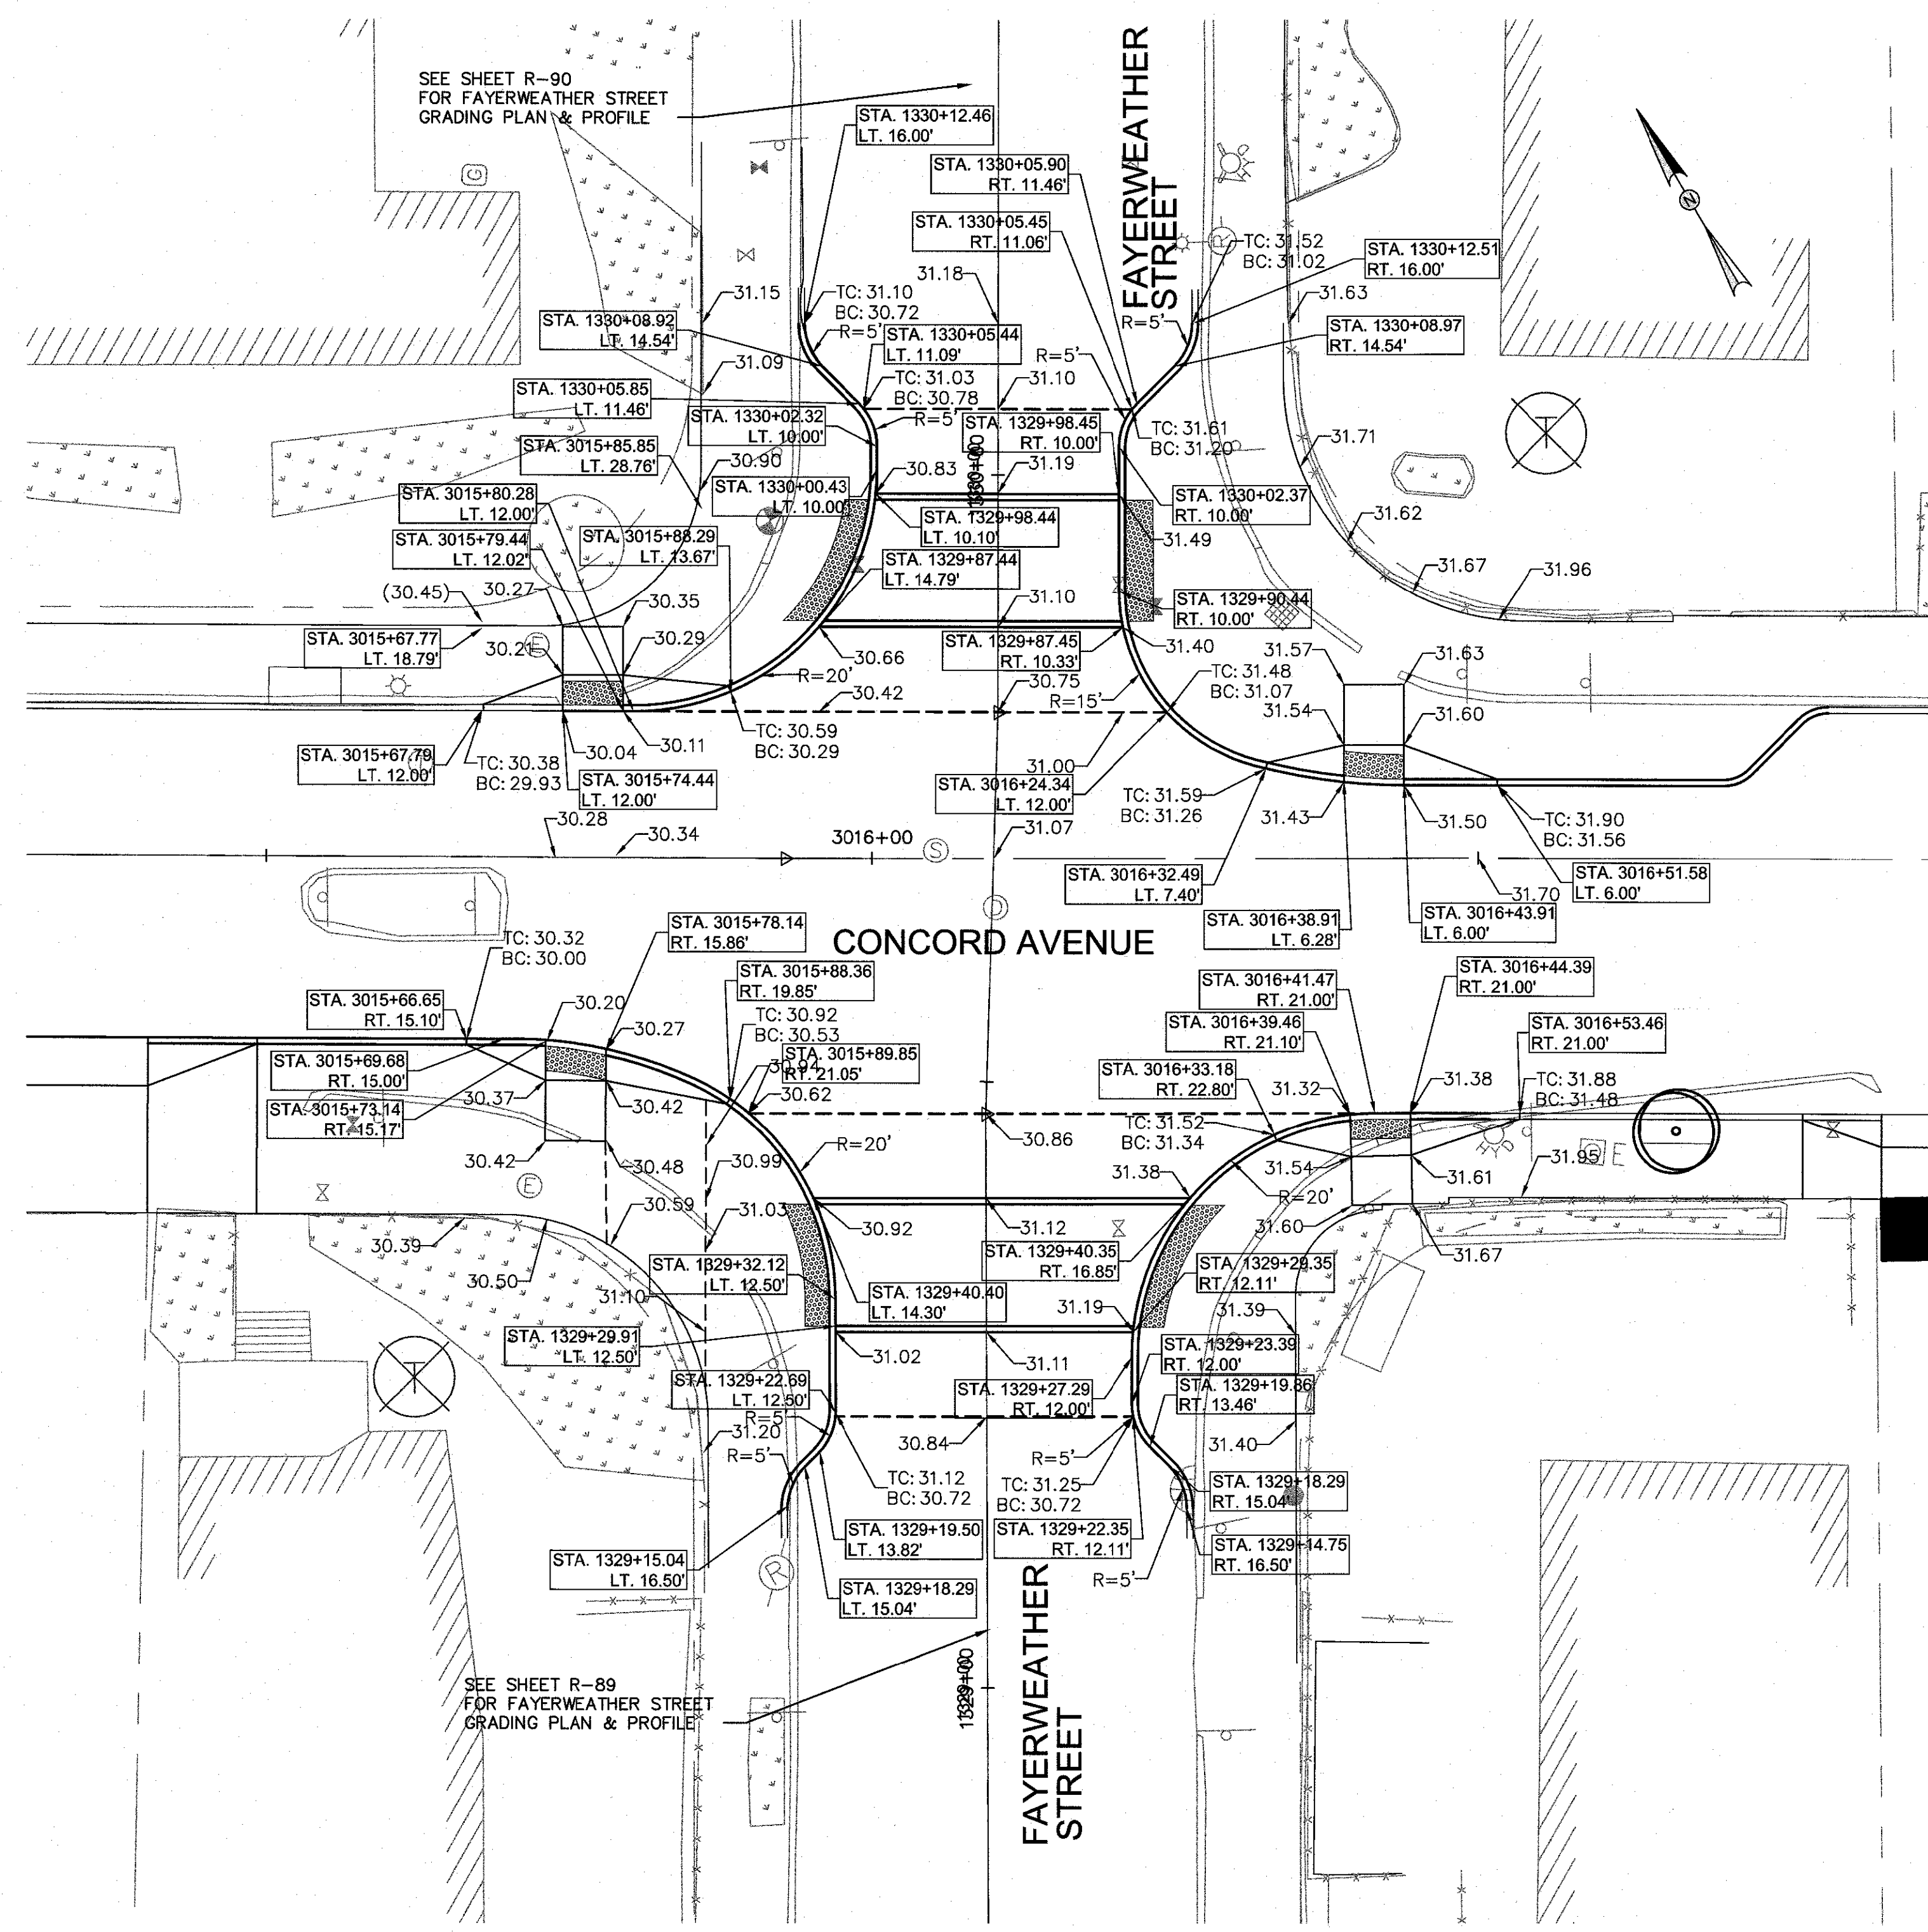 SEE SHEET R-90
FOR FAYERWEATHER STREET
GRADING PLAN & PROFILE
FAYERWEATHER
STREET
STA. 1330+12.46
LT. 16.00'
STA. 1330+05.90
RT. 11.46'
STA. 1330+05.45
RT. 11.06'
HYD
G
N
R
TC: 31.52
BC: 31.02
STA. 1330+12.51
RT. 16.00'
31.18
31.15
TC: 31.10
BC: 30.72
R=5'
31.63
STA. 1330+08.92
LT. 14.54'
STA. 1330+05.44
LT. 11.09'
R=5'
STA. 1330+08.97
RT. 14.54'
31.09
R=5'
TC: 31.03
BC: 30.78
31.10
STA. 1330+05.85
LT. 11.46'
STA. 1330+02.32
LT. 10.00'
R=5'
STA. 1329+98.45
RT. 10.00'
TC: 31.61
BC: 31.20
T
31.71
STA. 3015+85.85
LT. 28.76'
30.90
30.83
31.19
1330+00
STA. 3015+80.28
LT. 12.00'
STA. 1330+00.43
LT. 10.00'
STA. 1330+02.37
RT. 10.00'
31.62
STA. 3015+79.44
LT. 12.02'
STA. 3015+88.29
LT. 13.67'
STA. 1329+98.44
LT. 10.10'
31.49
STA. 1329+87.44
LT. 14.79'
31.67
31.96
(30.45)
30.27
30.35
31.10
STA. 1329+90.44
RT. 10.00'
STA. 3015+67.77
LT. 18.79'
30.21
E
30.29
30.66
STA. 1329+87.45
RT. 10.33'
31.40
31.57
31.63
R=20'
30.42
30.75
R=15'
TC: 31.48
BC: 31.07
31.54
31.60
STA. 3015+67.79
LT. 12.00'
TC: 30.38
BC: 29.93
30.04
30.11
TC: 30.59
BC: 30.29
STA. 3015+74.44
LT. 12.00'
31.00
STA. 3016+24.34
LT. 12.00'
TC: 31.59
BC: 31.26
31.43
31.50
TC: 31.90
BC: 31.56
30.28
30.34
3016+00
S
31.07
STA. 3016+32.49
LT. 7.40'
31.70
STA. 3016+51.58
LT. 6.00'
STA. 3016+38.91
LT. 6.28'
STA. 3016+43.91
LT. 6.00'
D
CONCORD AVENUE
TC: 30.32
BC: 30.00
STA. 3015+78.14
RT. 15.86'
STA. 3015+88.36
RT. 19.85'
STA. 3016+41.47
RT. 21.00'
STA. 3016+44.39
RT. 21.00'
STA. 3015+66.65
RT. 15.10'
30.20
30.27
TC: 30.92
BC: 30.53
STA. 3016+39.46
RT. 21.10'
STA. 3016+53.46
RT. 21.00'
STA. 3015+69.68
RT. 15.00'
STA. 3015+89.85
RT. 21.05'
30.94
30.62
STA. 3016+33.18
RT. 22.80'
31.32
31.38
TC: 31.88
BC: 31.48
STA. 3015+73.14
RT. 15.17'
30.37
30.42
30.86
TC: 31.52
BC: 31.34
HYD
E
R=20'
30.42
30.48
30.99
31.38
31.54
31.61
31.95
E
R=20'
30.59
31.03
30.92
31.12
31.60
31.67
30.39
30.50
STA. 1329+32.12
LT. 12.50'
STA. 1329+40.35
RT. 16.85'
STA. 1329+29.35
RT. 12.11'
31.10
STA. 1329+40.40
LT. 14.30'
31.19
31.39
STA. 1329+29.91
LT. 12.50'
T
31.02
31.11
STA. 1329+23.39
RT. 12.00'
STA. 1329+22.69
LT. 12.50'
STA. 1329+27.29
RT. 12.00'
STA. 1329+19.86
RT. 13.46'
R=5'
31.20
R=5'
30.84
R=5'
31.40
TC: 31.12
BC: 30.72
TC: 31.25
BC: 30.72
STA. 1329+18.29
RT. 15.04'
STA. 1329+19.50
LT. 13.82'
STA. 1329+22.35
RT. 12.11'
STA. 1329+14.75
RT. 16.50'
STA. 1329+15.04
LT. 16.50'
R
R=5'
STA. 1329+18.29
LT. 15.04'
SEE SHEET R-89
FOR FAYERWEATHER STREET
GRADING PLAN & PROFILE
1329+00
FAYERWEATHER
STREET